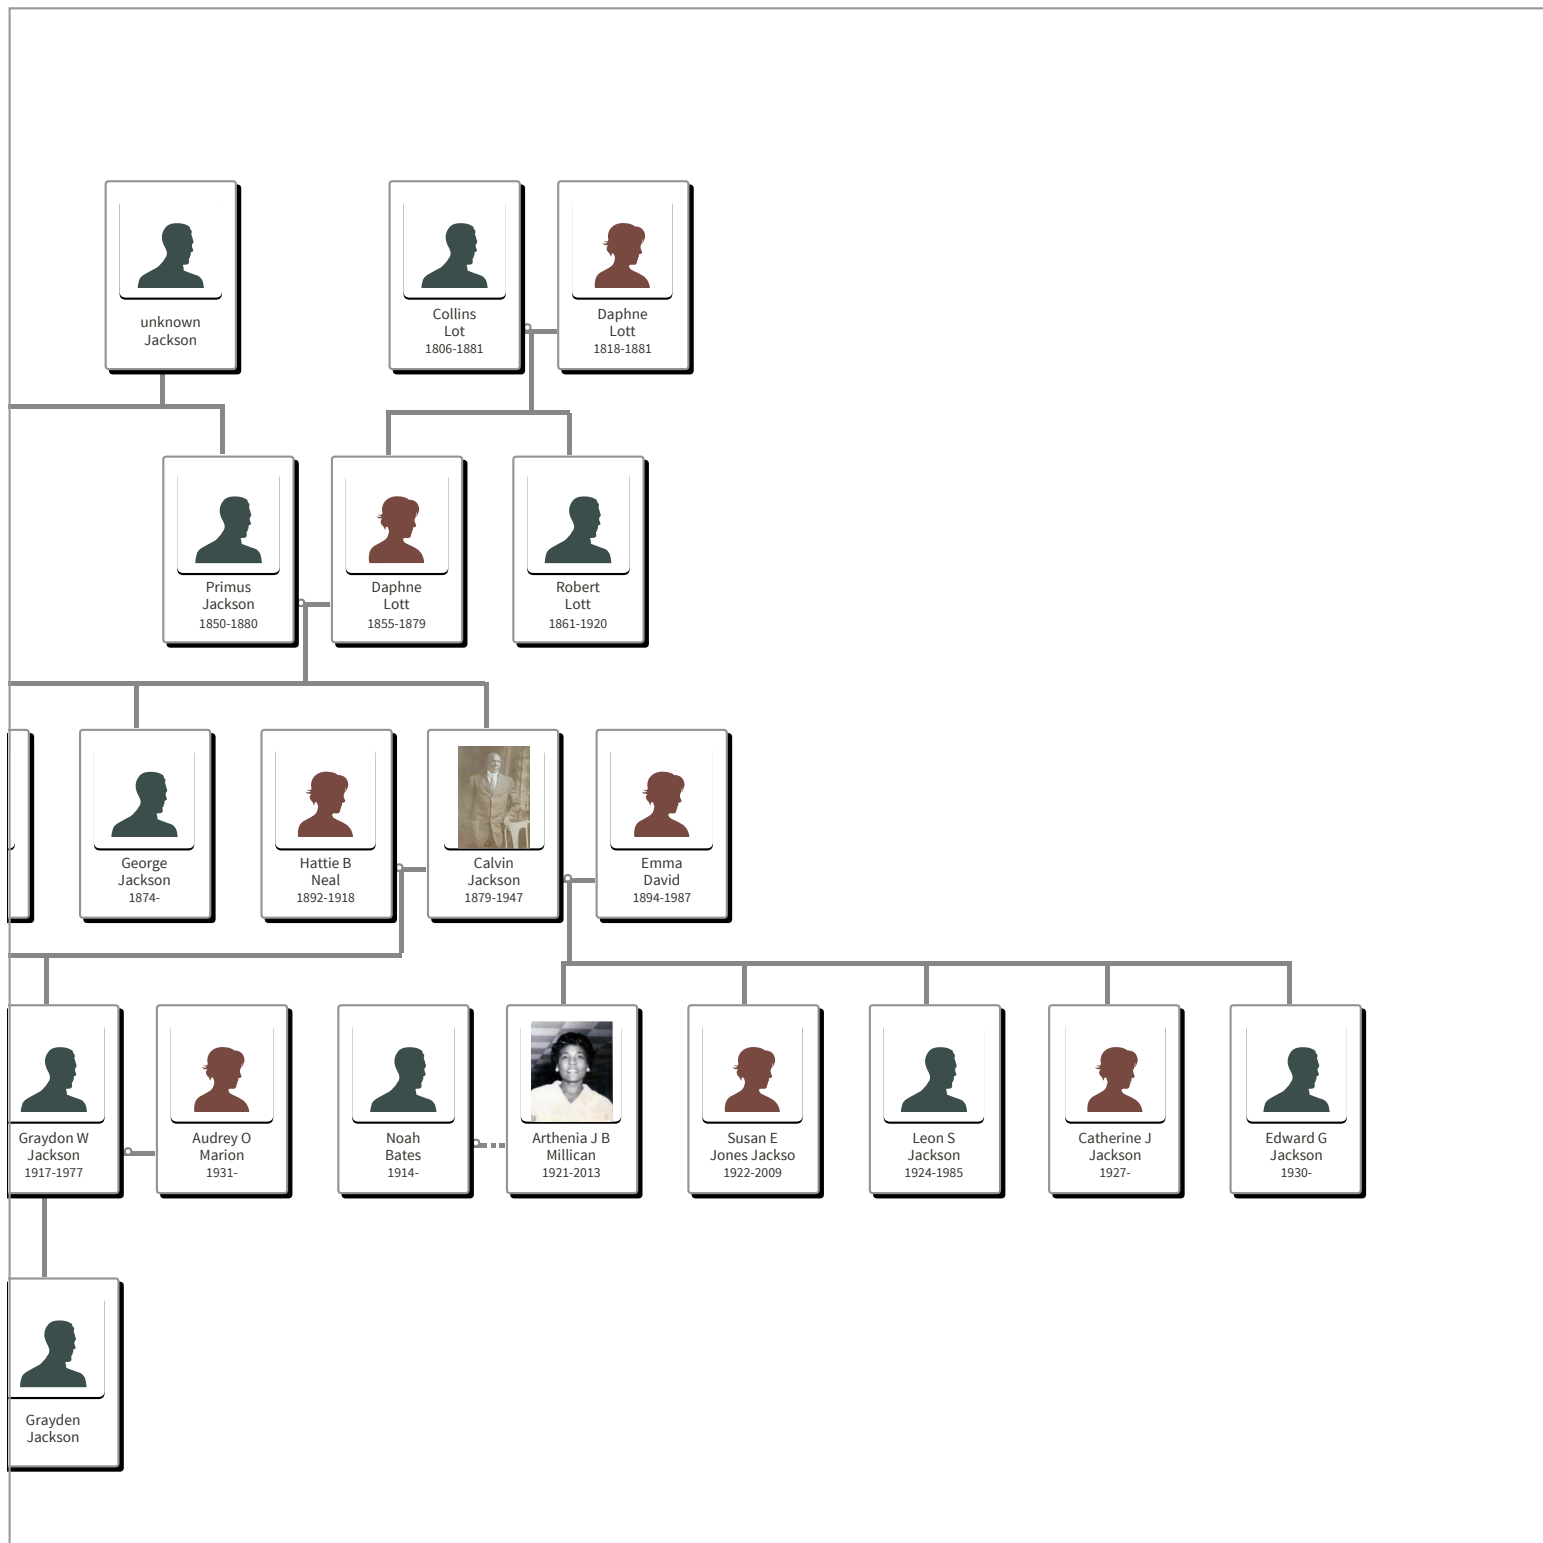 unknown
Jackson
Collins
Lot
1806-1881
Daphne
Lott
1818-1881
Primus
Jackson
1850-1880
Daphne
Lott
1855-1879
Robert
Lott
1861-1920
George
Jackson
1874-
Hattie B
Neal
1892-1918
Calvin
Jackson
1879-1947
Emma
David
1894-1987
Graydon W
Jackson
1917-1977
Audrey O
Marion
1931-
Noah
Bates
1914-
Arthenia J B
Millican
1921-2013
Susan E
Jones Jackso
1922-2009
Leon S
Jackson
1924-1985
Catherine J
Jackson
1927-
Edward G
Jackson
1930-
Grayden
Jackson